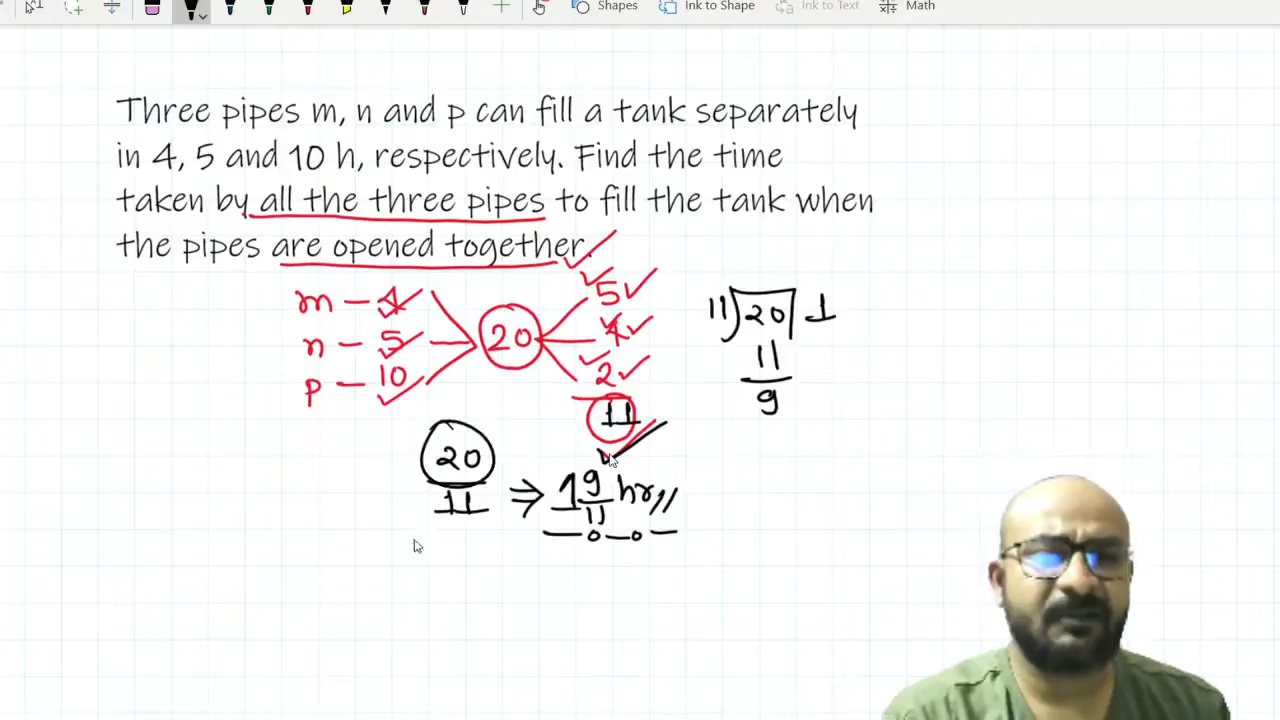 Shapes Ink to Shape Ink to Text Math
Three pipes m, n and p can fill a tank separately
in 4, 5 and 10 h, respectively. Find the time
taken by all the three pipes to fill the tank when
the pipes are opened together.
m – 4
n – 5
p – 10
20
5
4
2
11
11)20 1
11
9
20
11
⇒ 1 9/11 hr